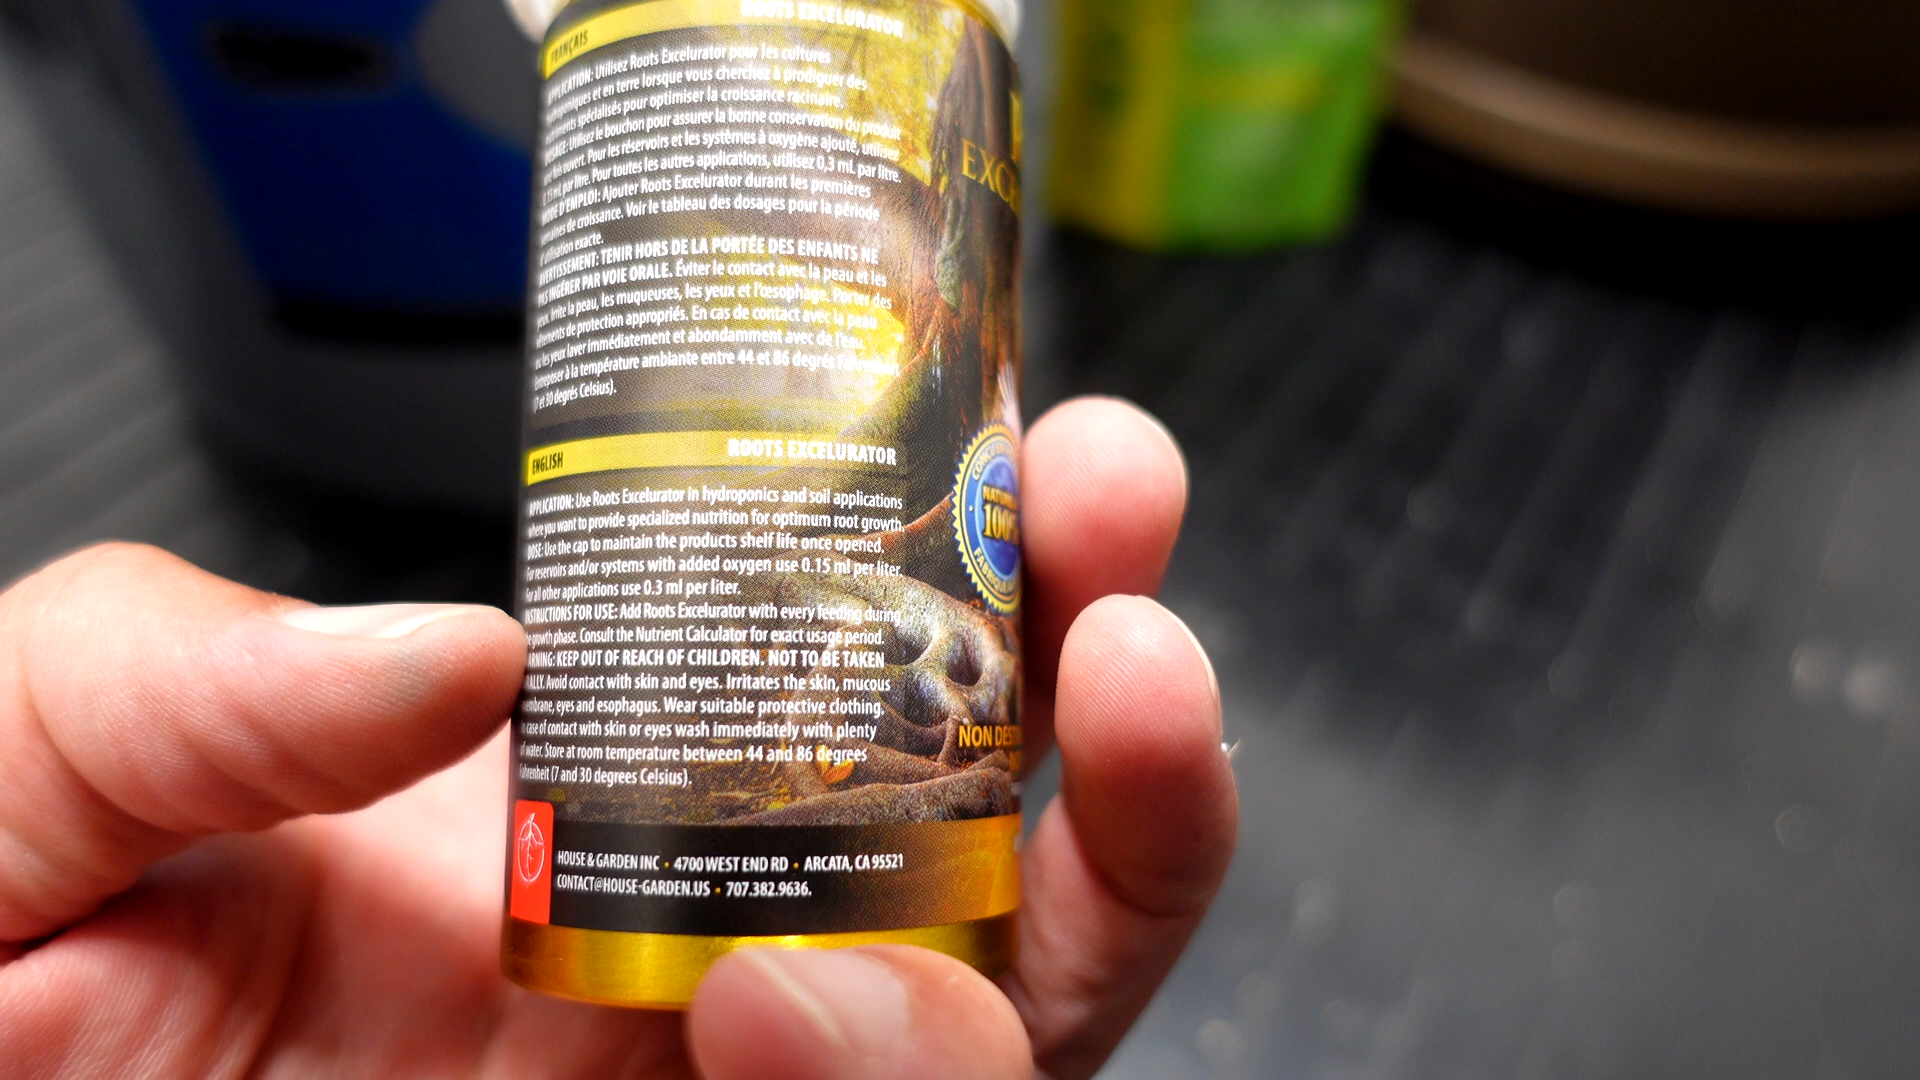 ROOTS EXCELURATOR
FRANÇAIS
APPLICATION: Utilisez Roots Excelurator pour les cultures
et en terre lorsque vous cherchez à prodiguer des
spécialisés pour optimiser la croissance racinaire.
Utilisez le bouchon pour assurer la bonne conservation du produit
fois ouvert. Pour les réservoirs et les systèmes à oxygène ajouté, utiliser
0,15 mL par litre. Pour toutes les autres applications, utilisez 0,3 mL par litre.
MODE D'EMPLOI: Ajouter Roots Excelurator durant les premières
semaines de croissance. Voir le tableau des dosages pour la période
d'utilisation exacte.
AVERTISSEMENT: TENIR HORS DE LA PORTÉE DES ENFANTS NE
PAS INGÉRER PAR VOIE ORALE. Éviter le contact avec la peau et les
yeux. Irrite la peau, les muqueuses, les yeux et l'œsophage. Porter des
vêtements de protection appropriés. En cas de contact avec la peau
ou les yeux laver immédiatement et abondamment avec de l'eau.
Entreposer à la température ambiante entre 44 et 86 degrés Fahrenheit
(7 et 30 degrés Celsius).
ENGLISH
ROOTS EXCELURATOR
APPLICATION: Use Roots Excelurator in hydroponics and soil applications
where you want to provide specialized nutrition for optimum root growth.
DOSE: Use the cap to maintain the products shelf life once opened.
For reservoirs and/or systems with added oxygen use 0.15 ml per liter.
For all other applications use 0.3 ml per liter.
INSTRUCTIONS FOR USE: Add Roots Excelurator with every feeding during
the growth phase. Consult the Nutrient Calculator for exact usage period.
WARNING: KEEP OUT OF REACH OF CHILDREN. NOT TO BE TAKEN
ORALLY. Avoid contact with skin and eyes. Irritates the skin, mucous
membrane, eyes and esophagus. Wear suitable protective clothing.
In case of contact with skin or eyes wash immediately with plenty
of water. Store at room temperature between 44 and 86 degrees
Fahrenheit (7 and 30 degrees Celsius).
HOUSE & GARDEN INC • 4700 WEST END RD • ARCATA, CA 95521
CONTACT@HOUSE-GARDEN.US • 707.382.9636.
100%
NON